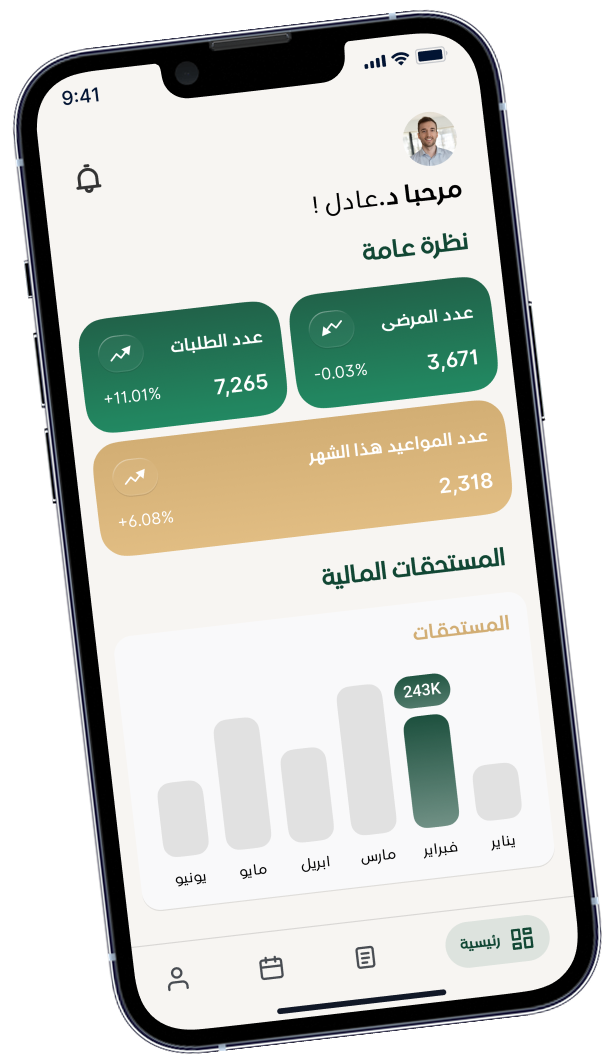 9:41
مرحبا د.عادل !
نظرة عامة
عدد المرضى
3,671
-0.03%
عدد الطلبات
7,265
+11.01%
عدد المواعيد هذا الشهر
2,318
+6.08%
المستحقات المالية
المستحقات
243K
يناير
فبراير
مارس
ابريل
مايو
يونيو
رئيسية